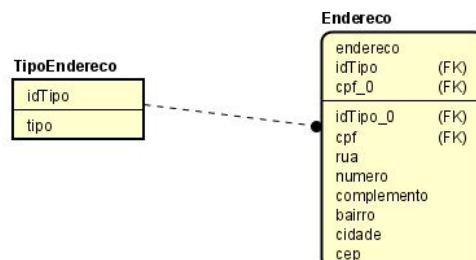 TipoEndereco
idTipo
tipo
Endereco
endereco
idTipo (FK)
cpf_0 (FK)
idTipo_0 (FK)
cpf (FK)
rua
numero
complemento
bairro
cidade
cep